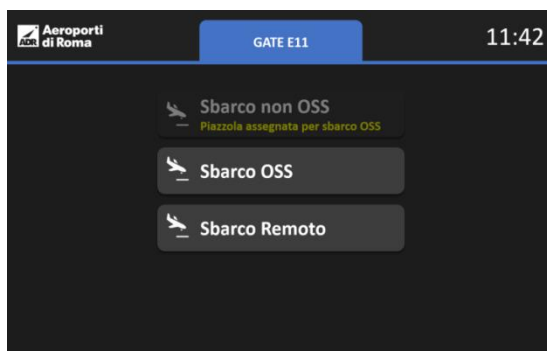 Aeroporti
di Roma
ADR
GATE E11
11:42
Sbarco non OSS
Piazzola assegnata per sbarco OSS
Sbarco OSS
Sbarco Remoto